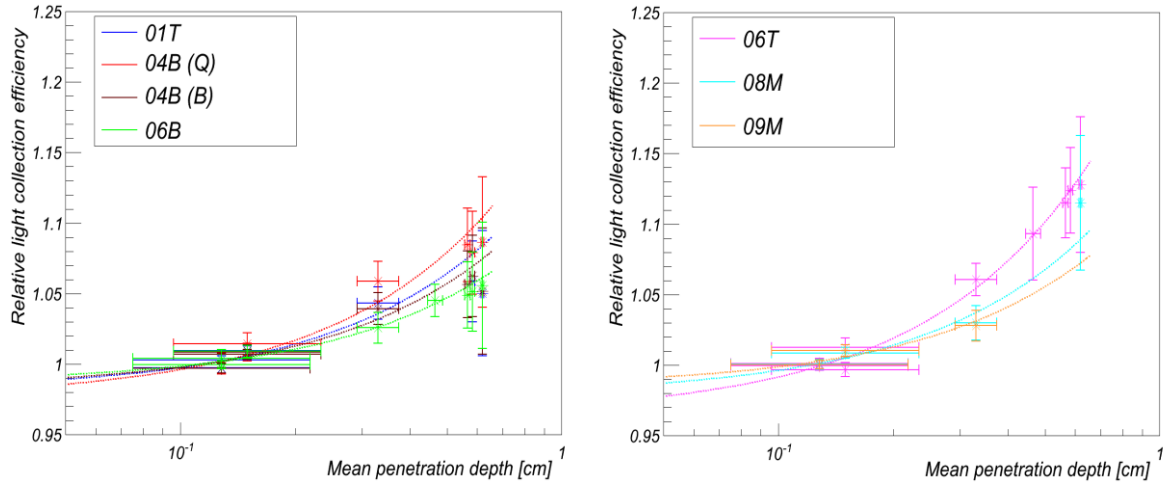 Relative light collection efficiency
1.25
1.2
1.15
1.1
1.05
1
0.95
01T
04B (Q)
04B (B)
06B
10⁻¹
1
Mean penetration depth [cm]
Relative light collection efficiency
1.25
1.2
1.15
1.1
1.05
1
0.95
06T
08M
09M
10⁻¹
1
Mean penetration depth [cm]